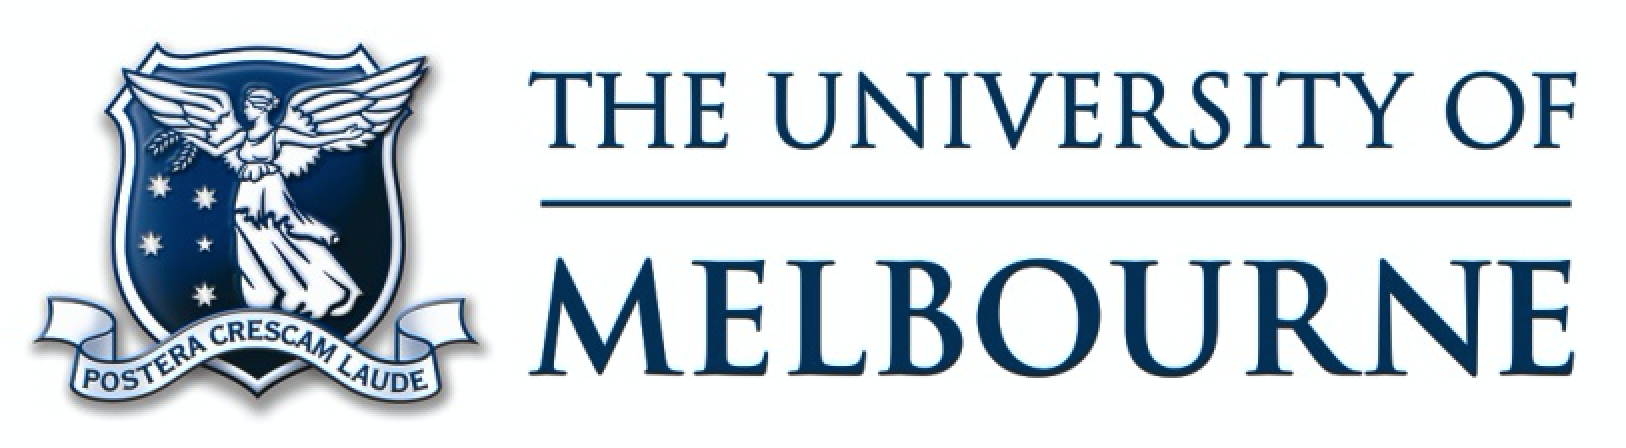 POSTERA CRESCAM LAUDE
THE UNIVERSITY OF
MELBOURNE